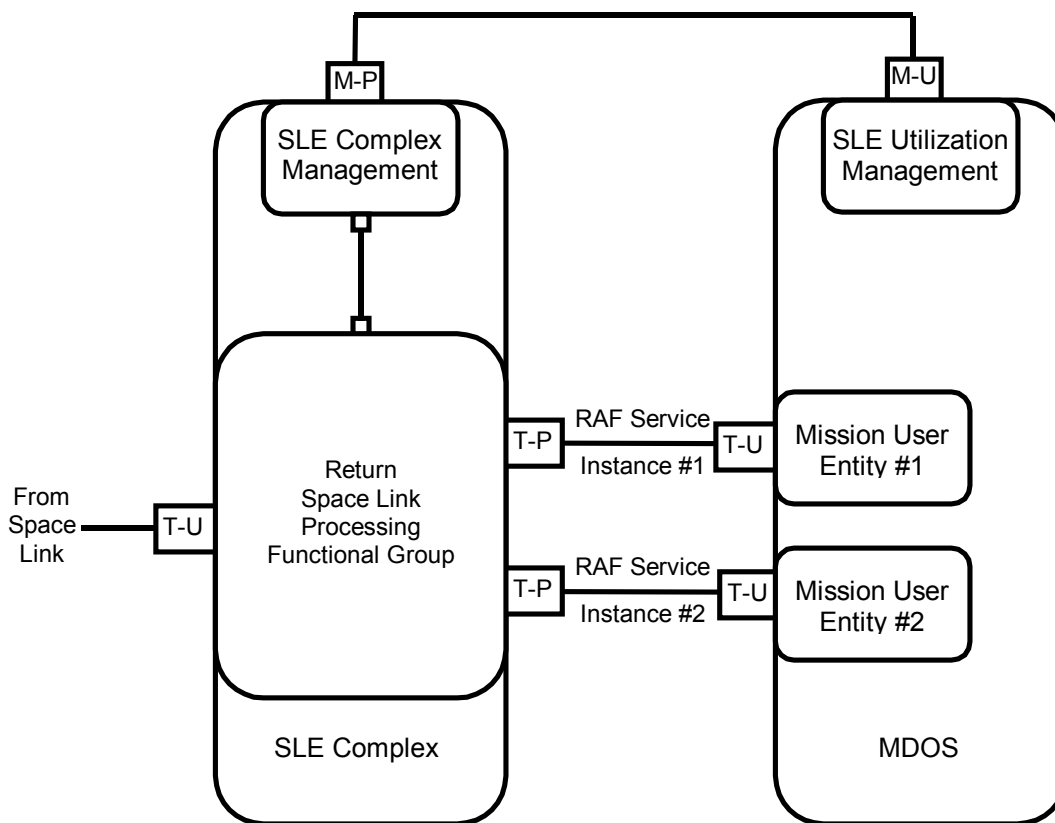 M-P
M-U
SLE Complex
Management
SLE Utilization
Management
T-P
RAF Service
Instance #1
T-U
Mission User
Entity #1
From
Space
Link
T-U
Return
Space Link
Processing
Functional Group
T-P
RAF Service
Instance #2
T-U
Mission User
Entity #2
SLE Complex
MDOS